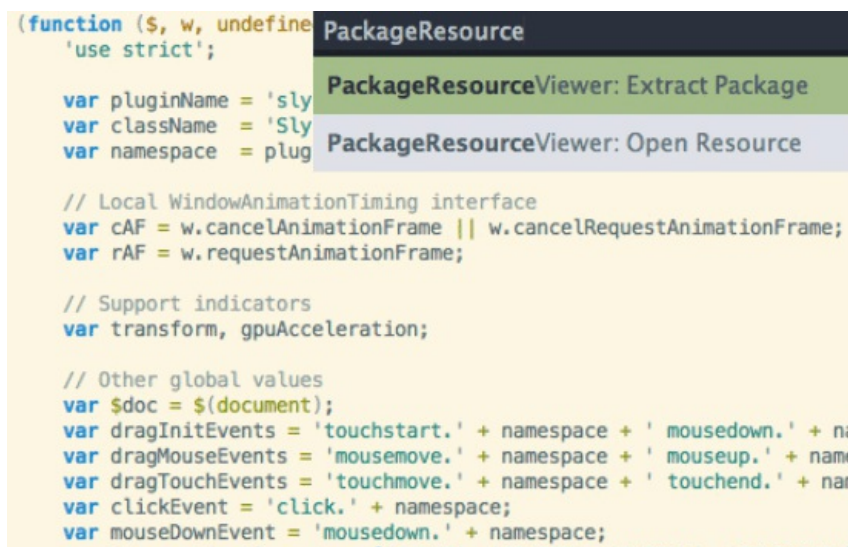 (function ($, w, undefine
PackageResource
'use strict';
PackageResourceViewer: Extract Package
var pluginName = 'sly
var className  = 'Sly
PackageResourceViewer: Open Resource
var namespace  = plug
// Local WindowAnimationTiming interface
var cAF = w.cancelAnimationFrame || w.cancelRequestAnimationFrame;
var rAF = w.requestAnimationFrame;
// Support indicators
var transform, gpuAcceleration;
// Other global values
var $doc = $(document);
var dragInitEvents = 'touchstart.' + namespace + ' mousedown.' + na
var dragMouseEvents = 'mousemove.' + namespace + ' mouseup.' + name
var dragTouchEvents = 'touchmove.' + namespace + ' touchend.' + nam
var clickEvent = 'click.' + namespace;
var mouseDownEvent = 'mousedown.' + namespace;